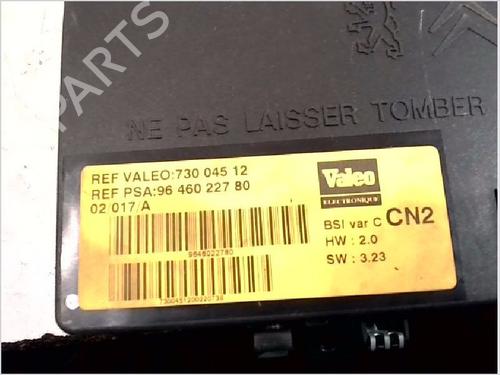 NE PAS LAISSER TOMBER
REF VALEO:730 045 12
REF PSA:96 460 227 80
02/017/A
Valeo
ELECTRONIQUE
BSI var C CN2
HW : 2.0
SW : 3.23
9646022780